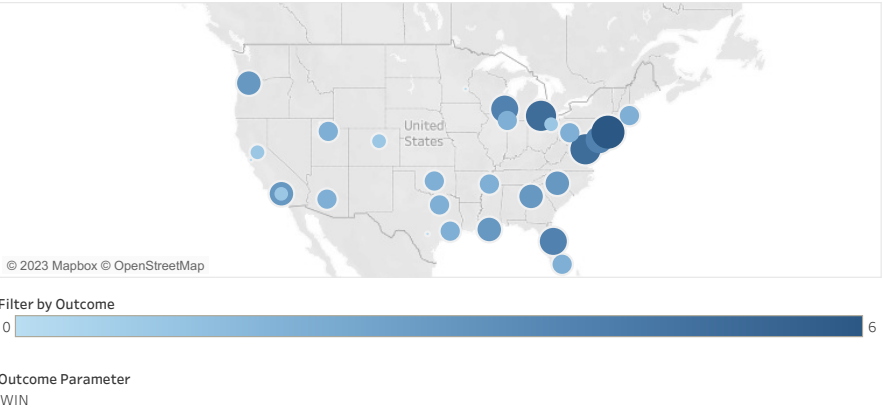 United
States
© 2023 Mapbox © OpenStreetMap
Filter by Outcome
0 6
Outcome Parameter
WIN